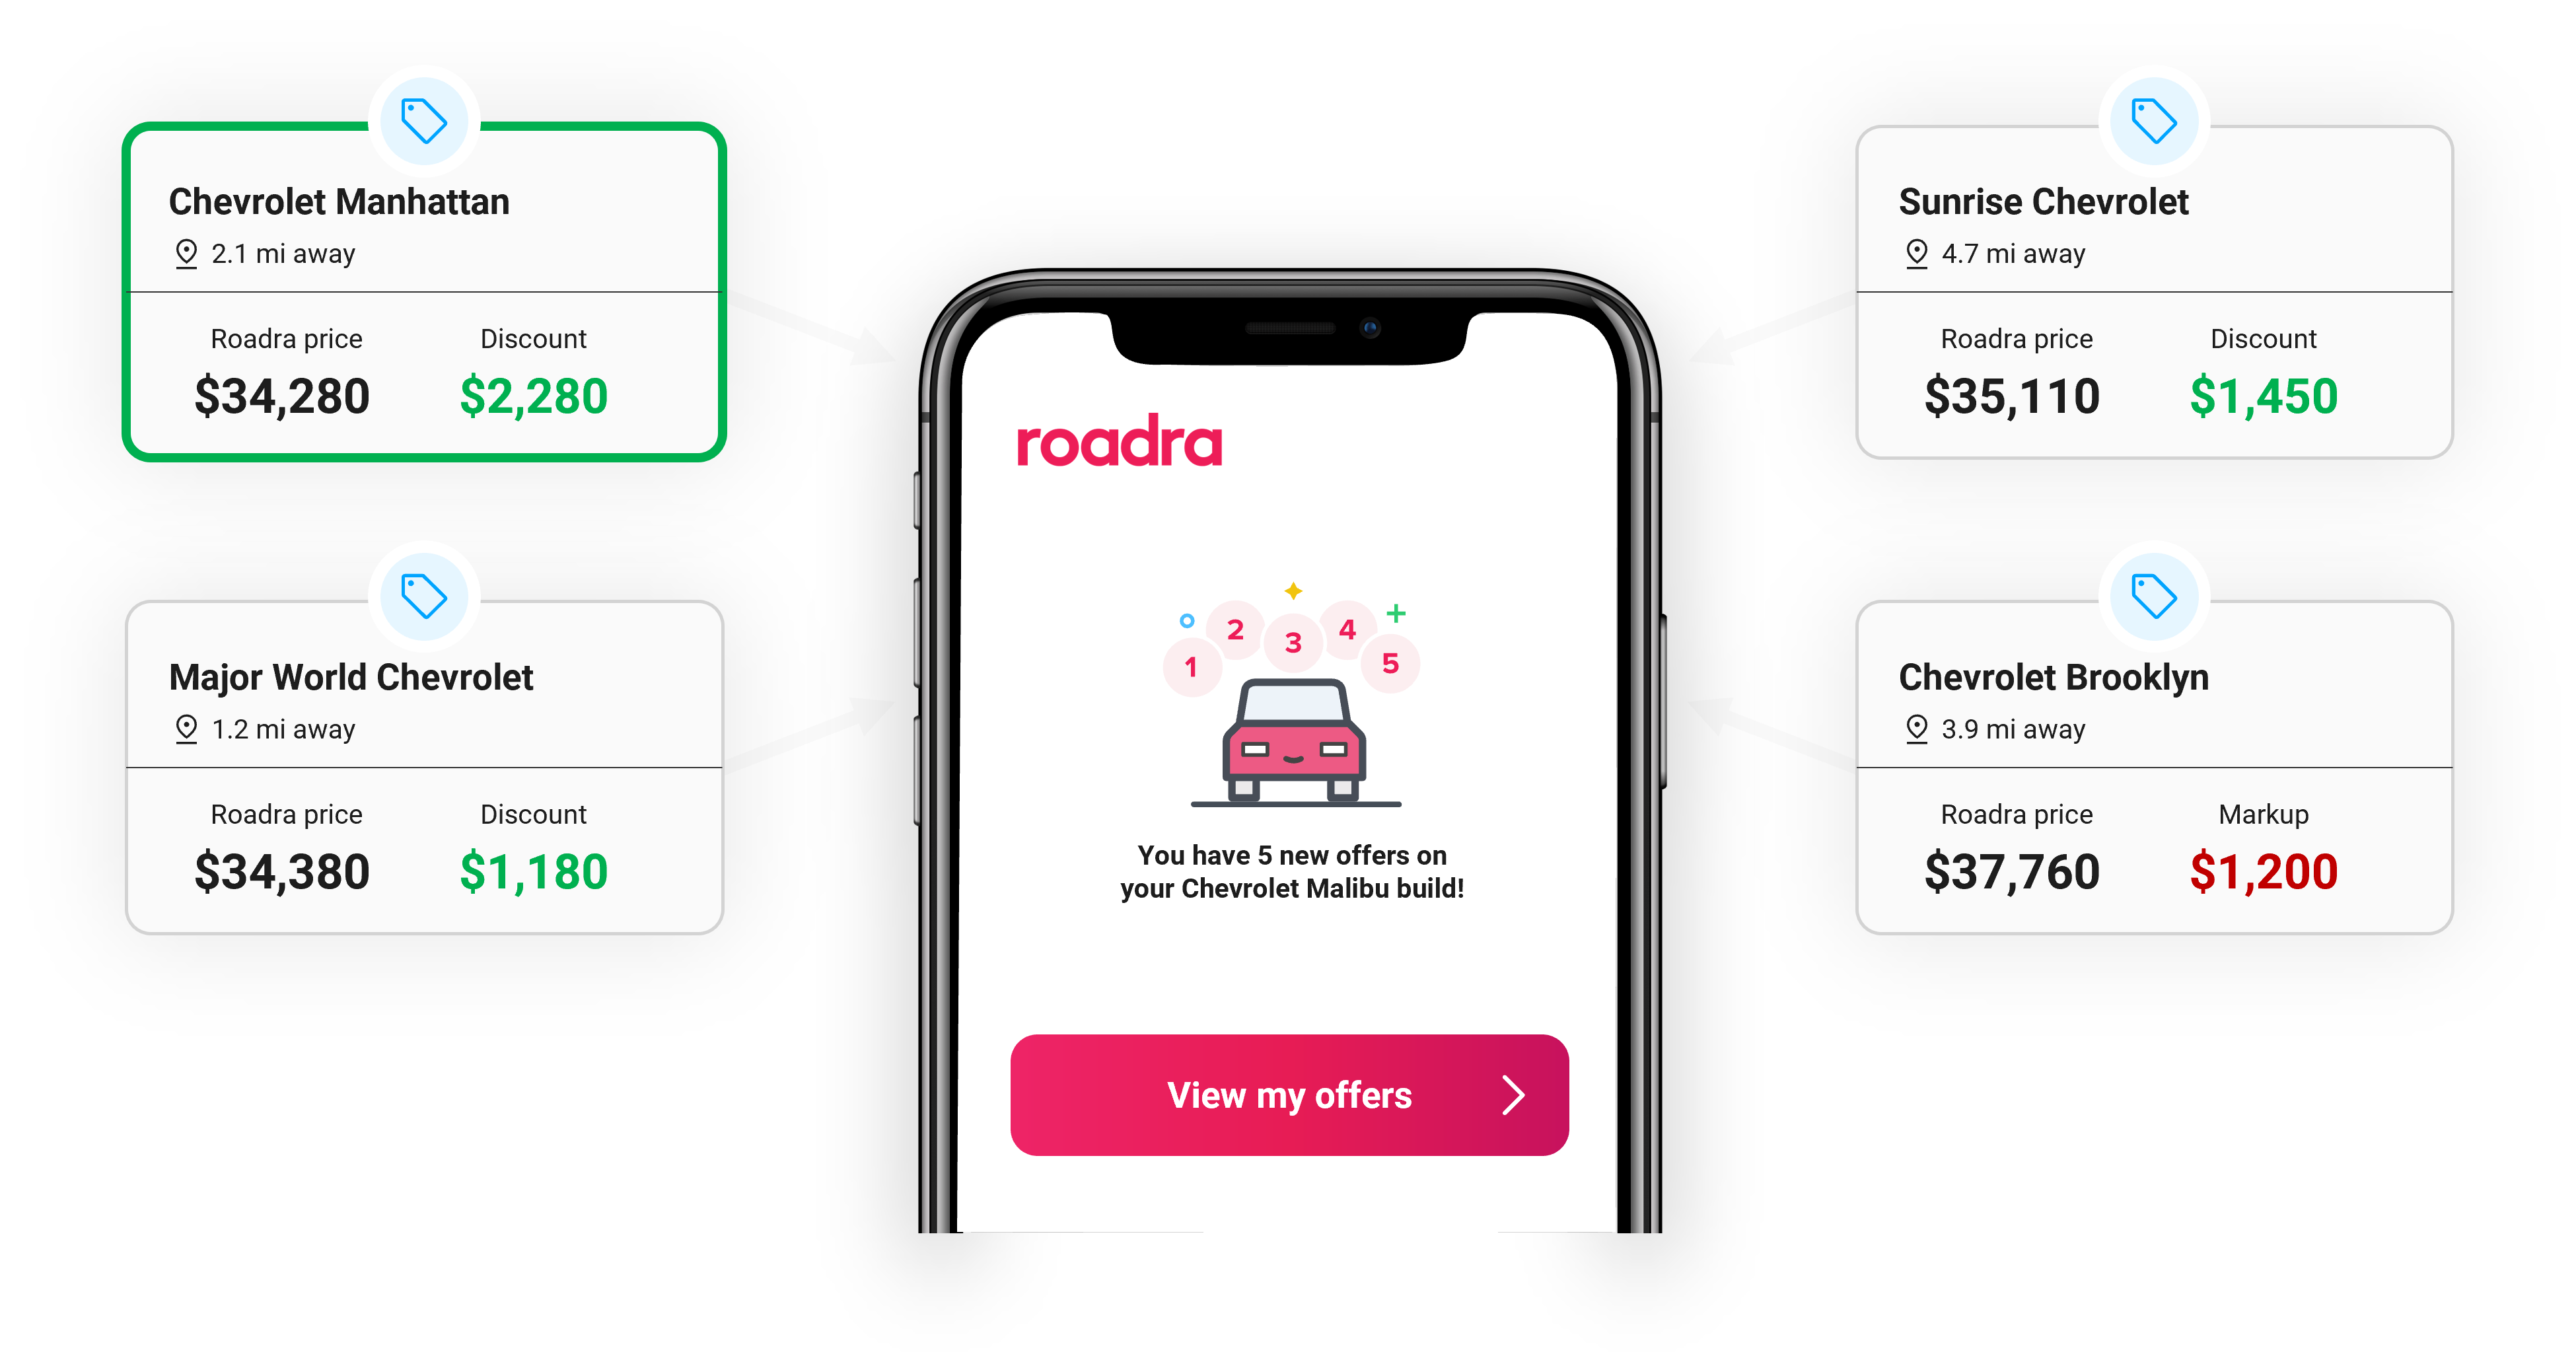 Chevrolet Manhattan
2.1 mi away
Roadra price Discount
$34,280 $2,280
Major World Chevrolet
1.2 mi away
Roadra price Discount
$34,380 $1,180
roadra
1 2 3 4 5
You have 5 new offers on
your Chevrolet Malibu build!
View my offers
Sunrise Chevrolet
4.7 mi away
Roadra price Discount
$35,110 $1,450
Chevrolet Brooklyn
3.9 mi away
Roadra price Markup
$37,760 $1,200